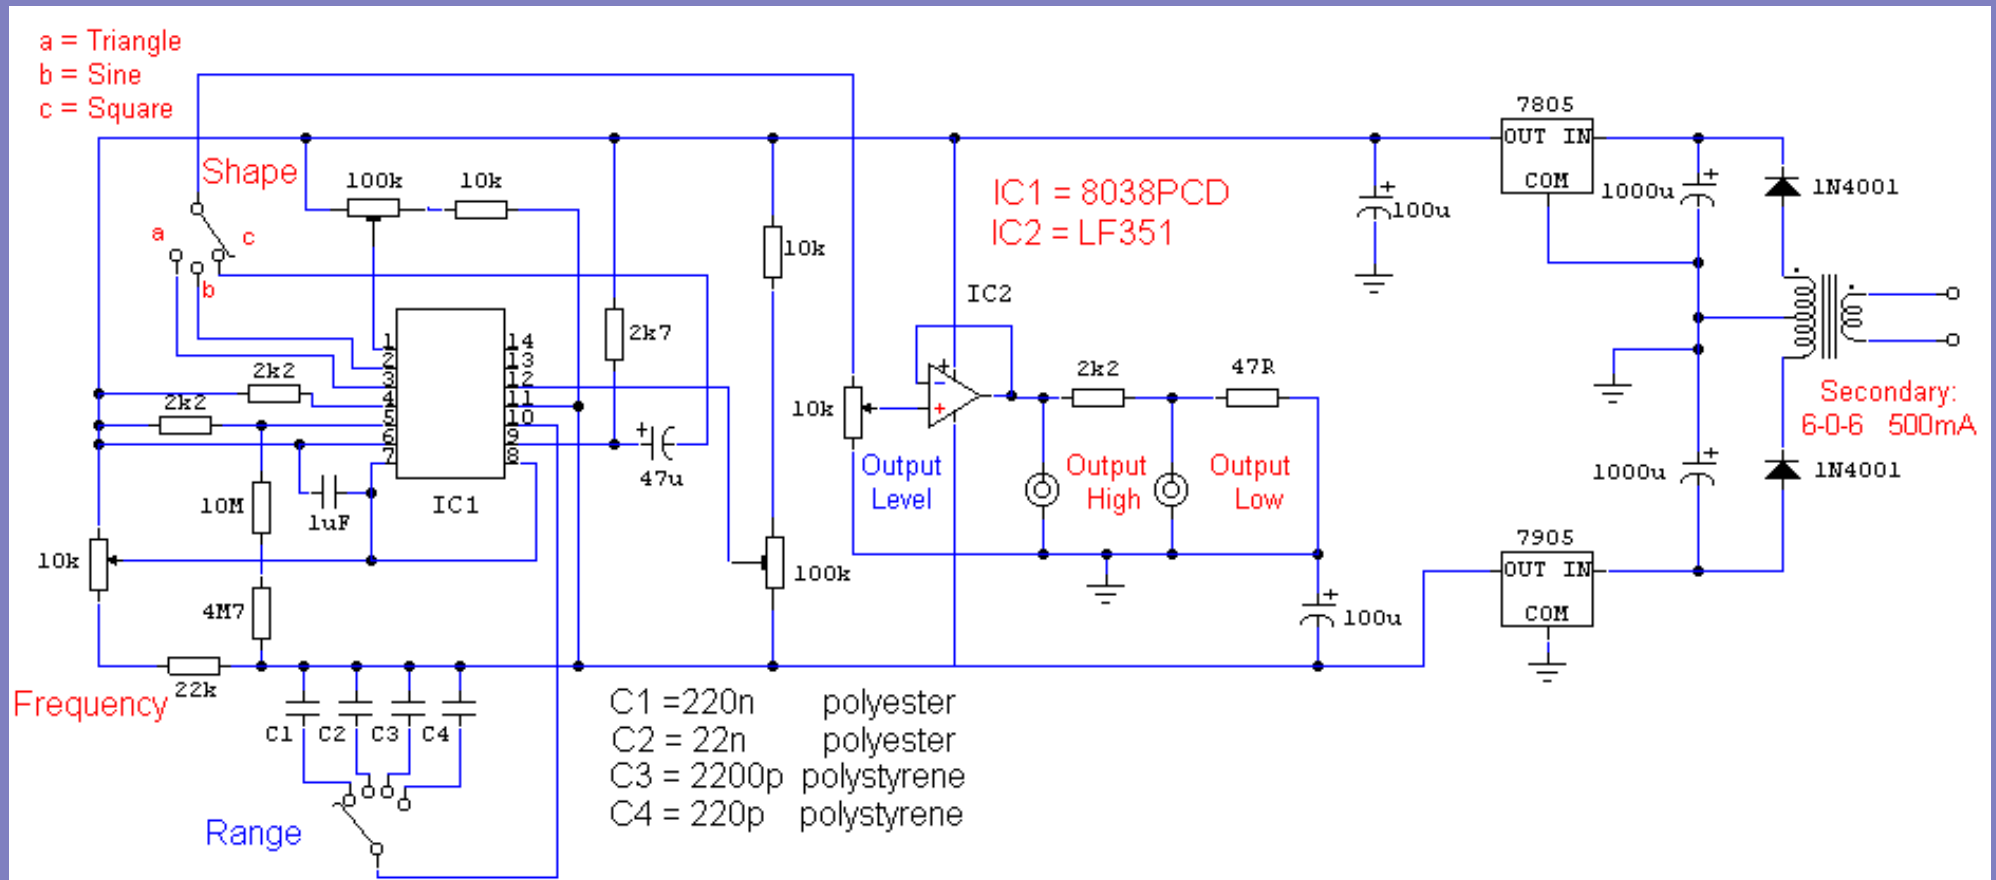 a = Triangle
b = Sine
c = Square
Shape
a
c
b
100k
10k
10k
2k7
IC1 = 8038PCD
IC2 = LF351
IC2
100u
7805
OUT IN
COM
1000u
1N4001
Secondary:
6-0-6 500mA
1N4001
1000u
7905
OUT IN
COM
2k2
2k2
1
2
3
4
5
6
7
14
13
12
11
10
9
8
IC1
47u
10M
1uF
10k
4M7
22k
Frequency
100k
10k
Output
Level
2k2
47R
Output
High
Output
Low
100u
C1
C2
C3
C4
Range
C1 =220n polyester
C2 = 22n polyester
C3 = 2200p polystyrene
C4 = 220p polystyrene